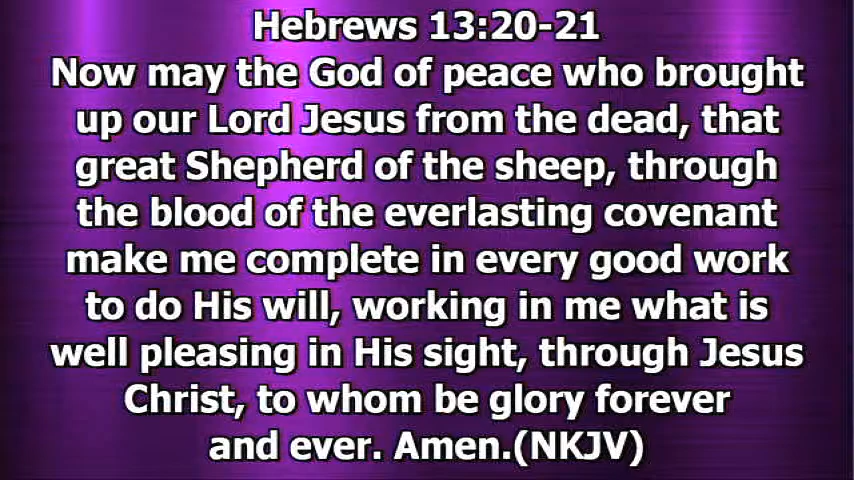 Hebrews 13:20-21
Now may the God of peace who brought
up our Lord Jesus from the dead, that
great Shepherd of the sheep, through
the blood of the everlasting covenant
make me complete in every good work
to do His will, working in me what is
well pleasing in His sight, through Jesus
Christ, to whom be glory forever
and ever. Amen.(NKJV)